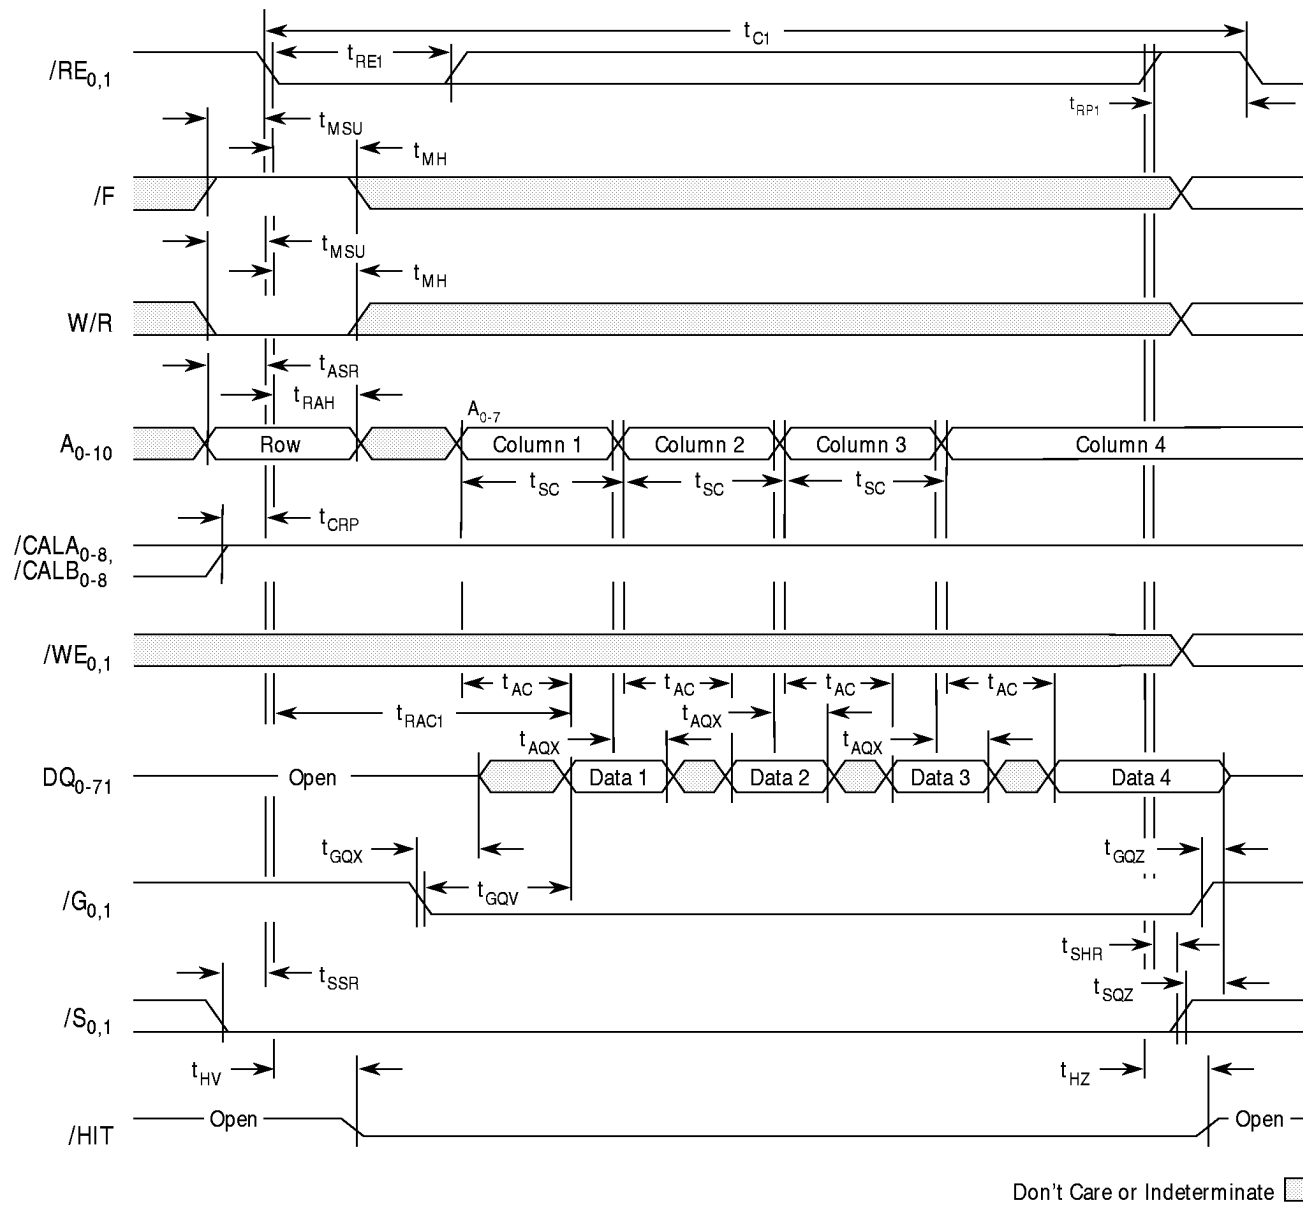 tC1
tRE1
/RE0,1
tRP1
tMSU
tMH
/F
tMSU
tMH
W/R
tASR
tRAH
A0-7
A0-10 Row Column 1 Column 2 Column 3 Column 4
tSC tSC tSC
tCRP
/CALA0-8,
/CALB0-8
/WE0,1
tAC tAC tAC tAC
tRAC1 tAQX
tAQX tAQX
DQ0-71 Open Data 1 Data 2 Data 3 Data 4
tGQX tGQZ
tGQV
/G0,1
tSHR
tSSR tSQZ
/S0,1
tHV tHZ
Open Open
/HIT
Don't Care or Indeterminate